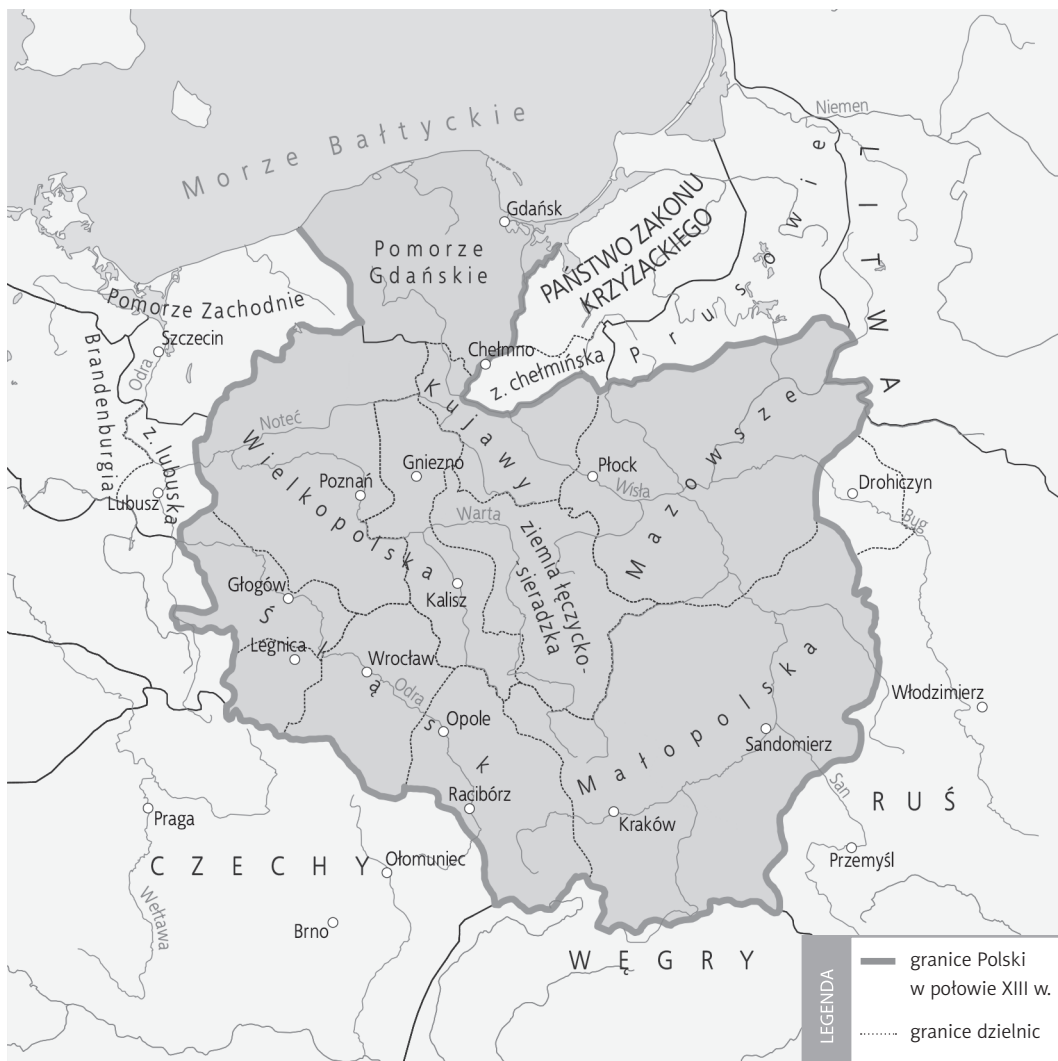 Morze Bałtyckie
Niemen
LITWA
Gdańsk
Pomorze
Gdańskie
PAŃSTWO ZAKONU
KRZYŻACKIEGO
Prusowie
Pomorze Zachodnie
Szczecin
Odra
Brandenburgia
z. lubuska
Lubusz
Chełmno
z. chełmińska
Noteć
Kujawy
Wielkopolska
Gniezno
Poznań
Płock
Wisła
Mazowsze
Drohiczyn
Bug
Warta
ziemia łęczycko-
sieradzka
Głogów
Kalisz
Śląsk
Legnica
Wrocław
Odra
Opole
Małopolska
Włodzimierz
Sandomierz
Racibórz
Kraków
San
RUŚ
Praga
CZECHY
Ołomuniec
Przemyśl
Wełtawa
Brno
WĘGRY
LEGENDA
granice Polski
w połowie XIII w.
granice dzielnic